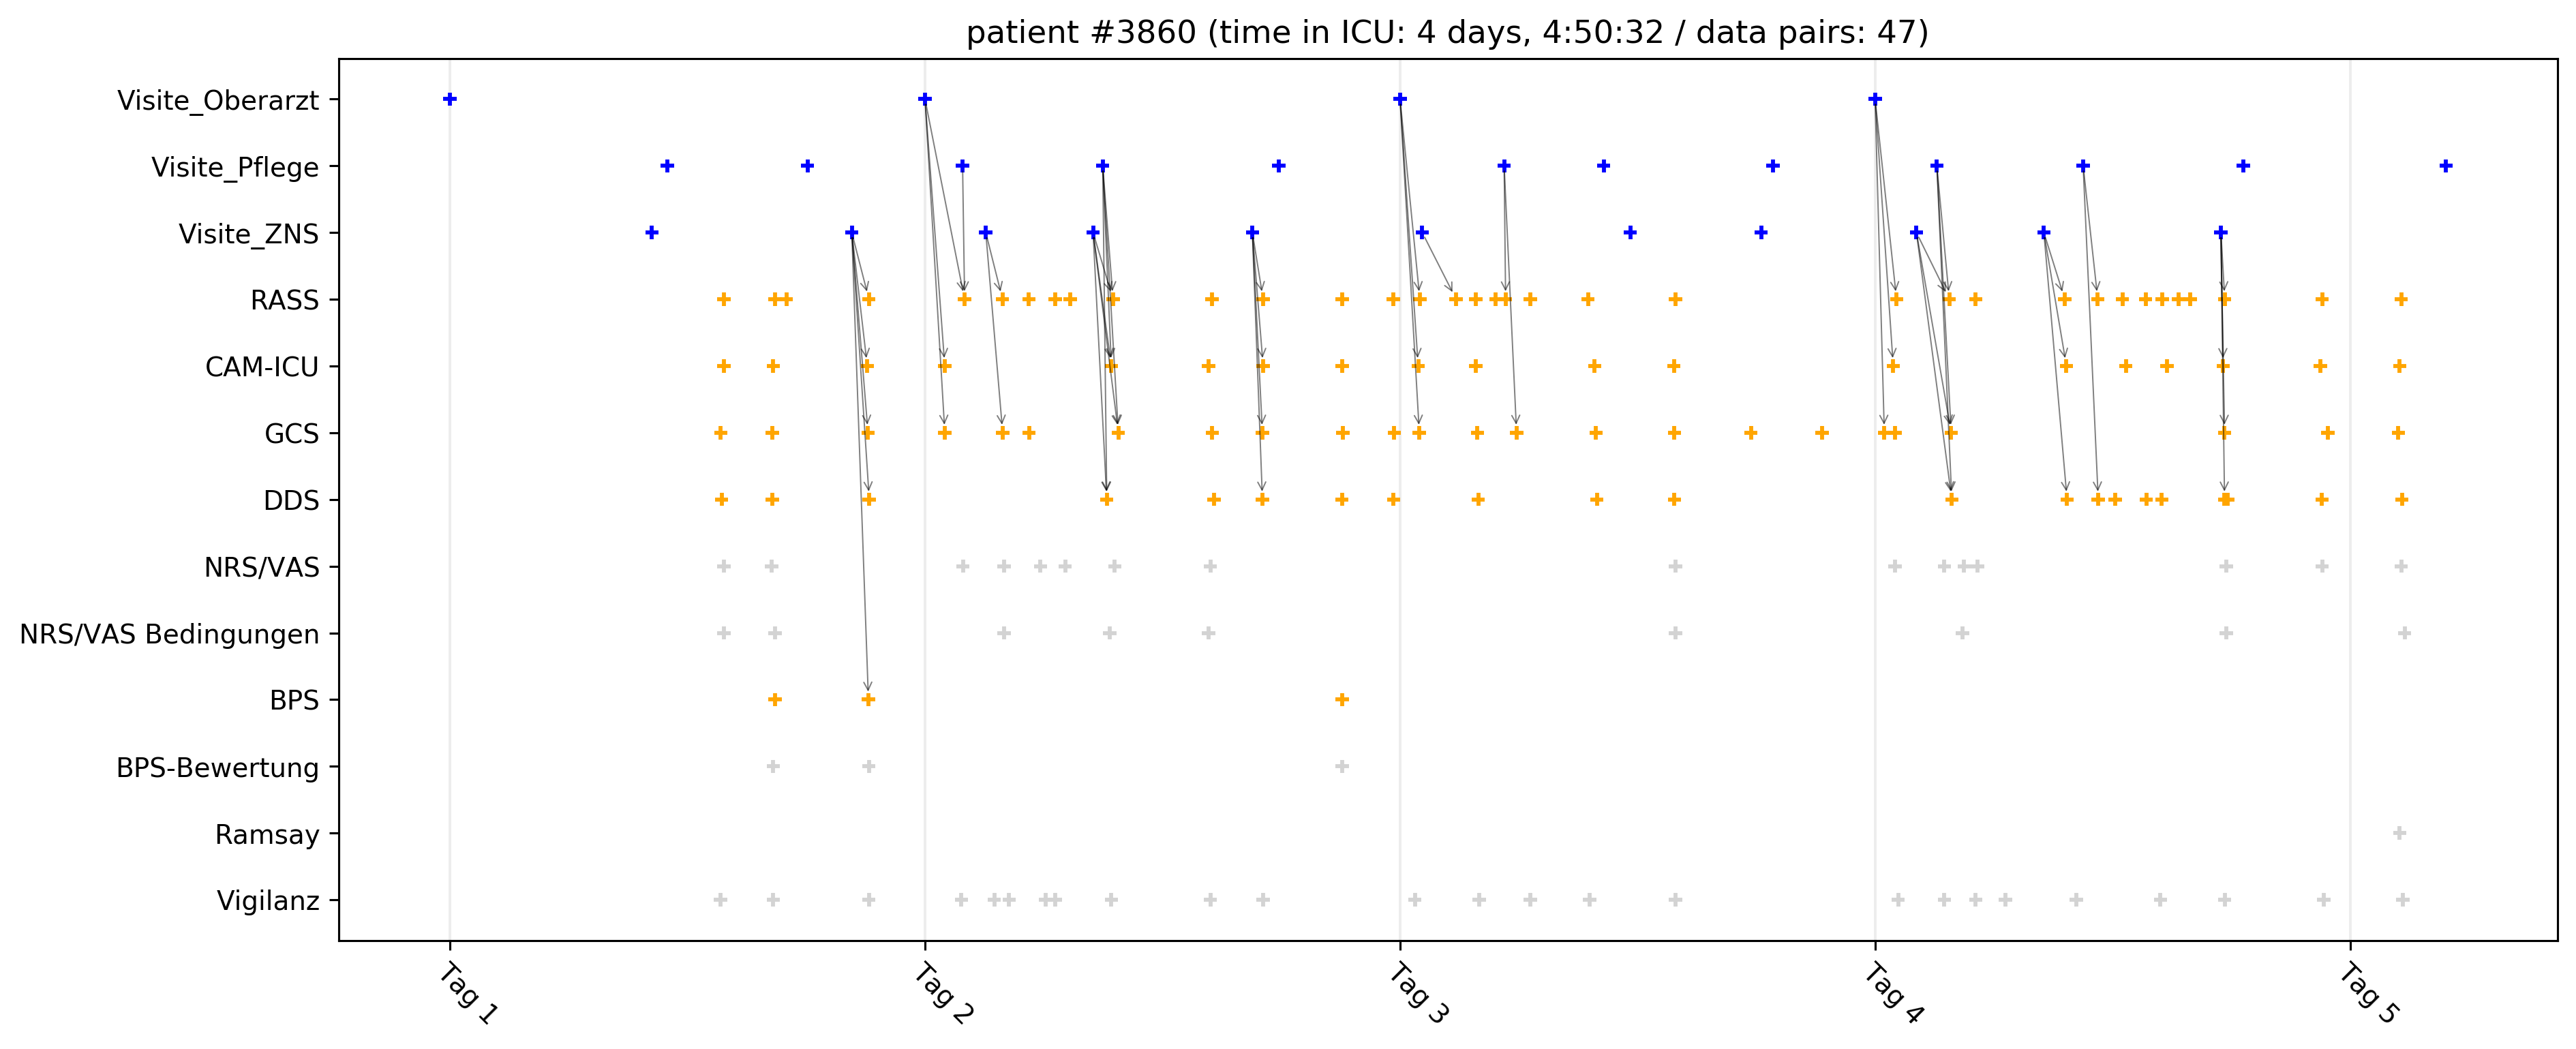 patient #3860 (time in ICU: 4 days, 4:50:32 / data pairs: 47)
Visite_Oberarzt
Visite_Pflege
Visite_ZNS
RASS
CAM-ICU
GCS
DDS
NRS/VAS
NRS/VAS Bedingungen
BPS
BPS-Bewertung
Ramsay
Vigilanz
Tag 1
Tag 2
Tag 3
Tag 4
Tag 5